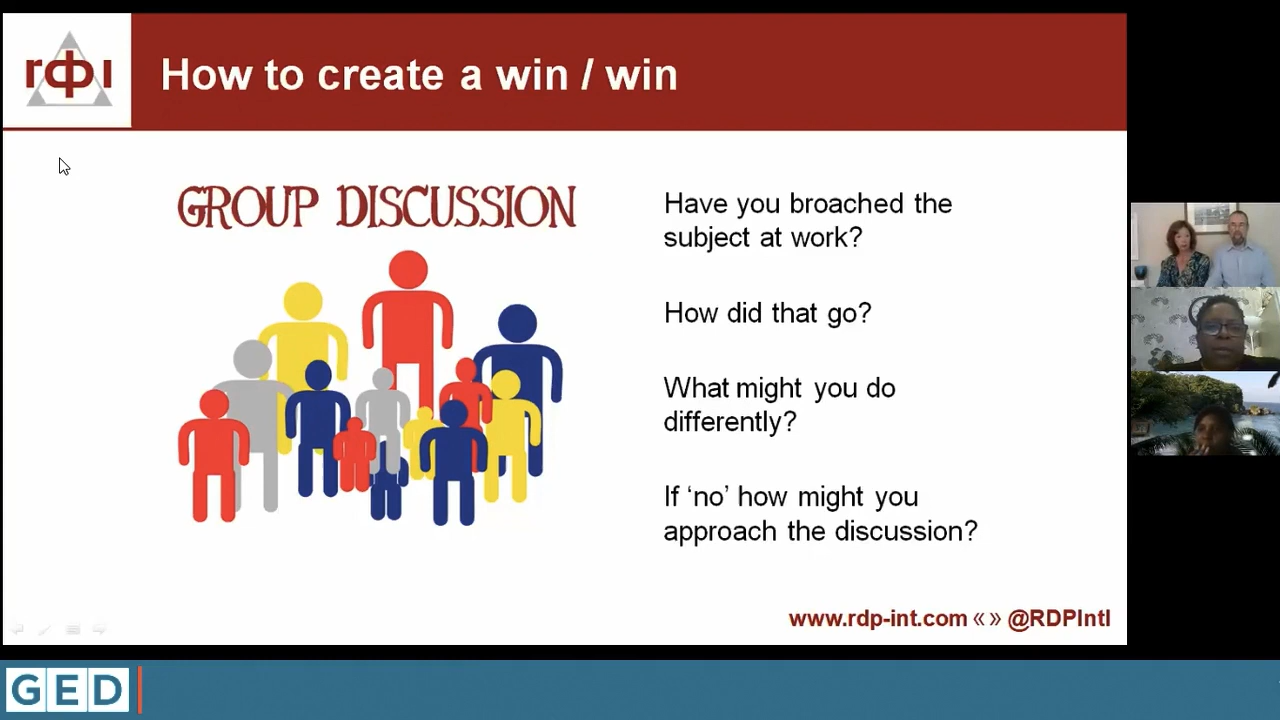 rφι
How to create a win / win
GROUP DISCUSSION
Have you broached the
subject at work?
How did that go?
What might you do
differently?
If ‘no’ how might you
approach the discussion?
www.rdp-int.com «» @RDPIntl
GED